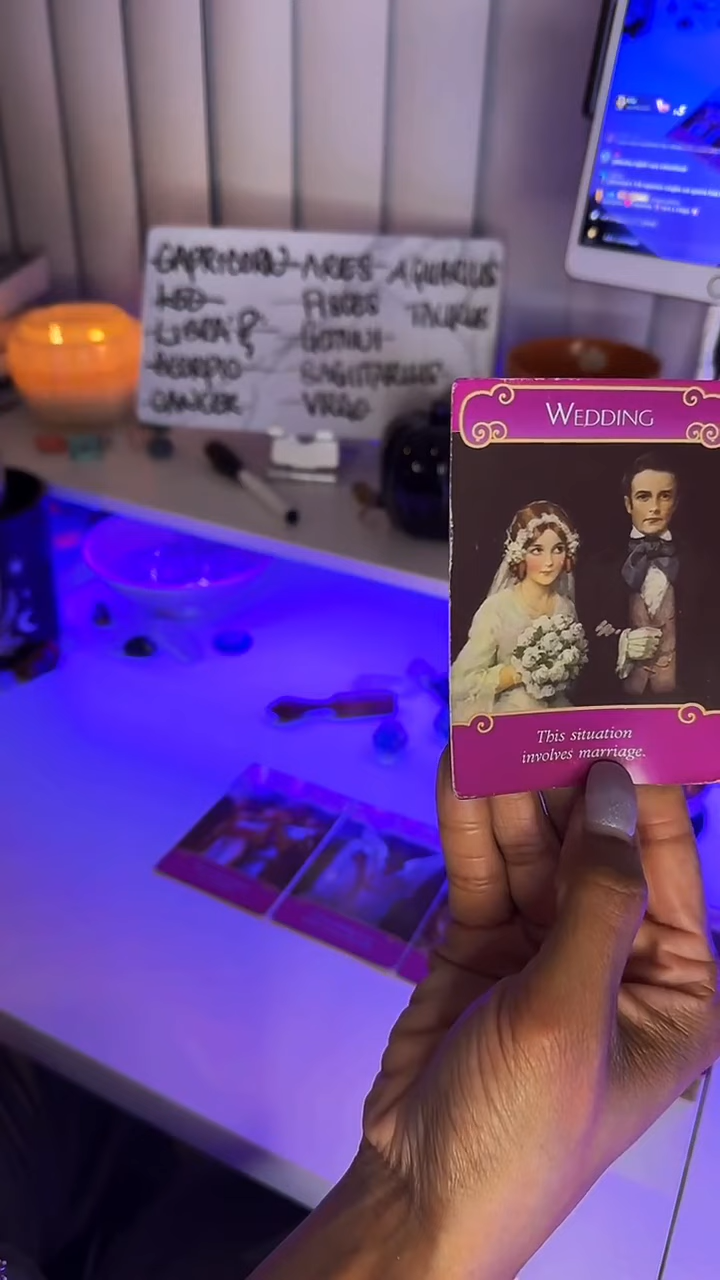 CAPRICORN ARIES AQUARIUS
LEO PISCES TAURUS
LIBRA GEMINI
SCORPIO SAGITTARIUS
CANCER VIRGO
WEDDING
This situation
involves marriage.